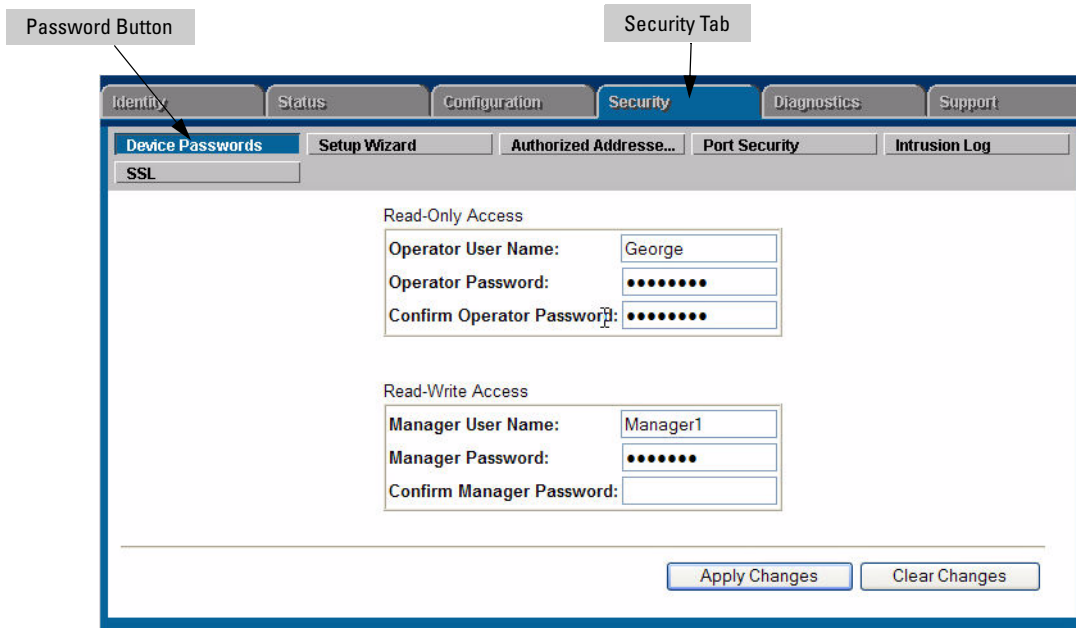 Password Button
Security Tab
Identity Status Configuration Security Diagnostics Support
Device Passwords Setup Wizard Authorized Addresse... Port Security Intrusion Log
SSL
Read-Only Access
Operator User Name: George
Operator Password: ●●●●●●●●
Confirm Operator Password: ●●●●●●●●
Read-Write Access
Manager User Name: Manager1
Manager Password: ●●●●●●●
Confirm Manager Password:
Apply Changes Clear Changes